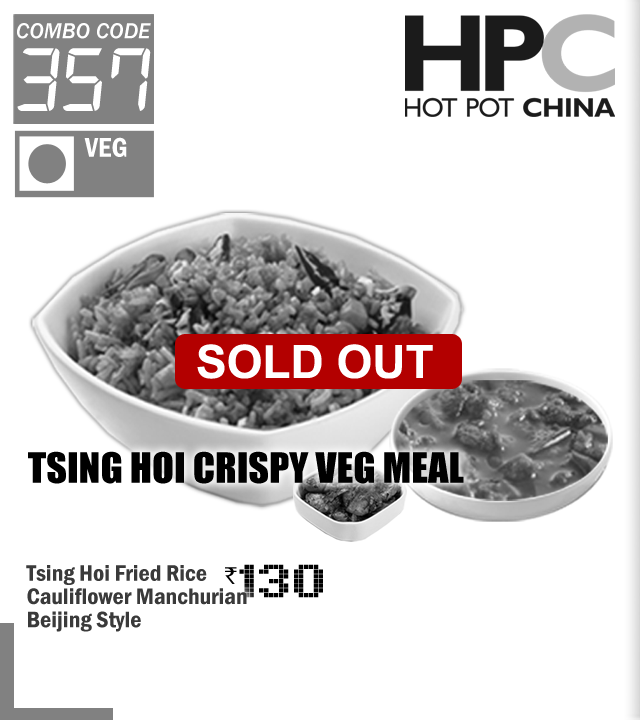 COMBO CODE
357
VEG
HPC
HOT POT CHINA
SOLD OUT
TSING HOI CRISPY VEG MEAL
Tsing Hoi Fried Rice
₹130
Cauliflower Manchurian
Beijing Style